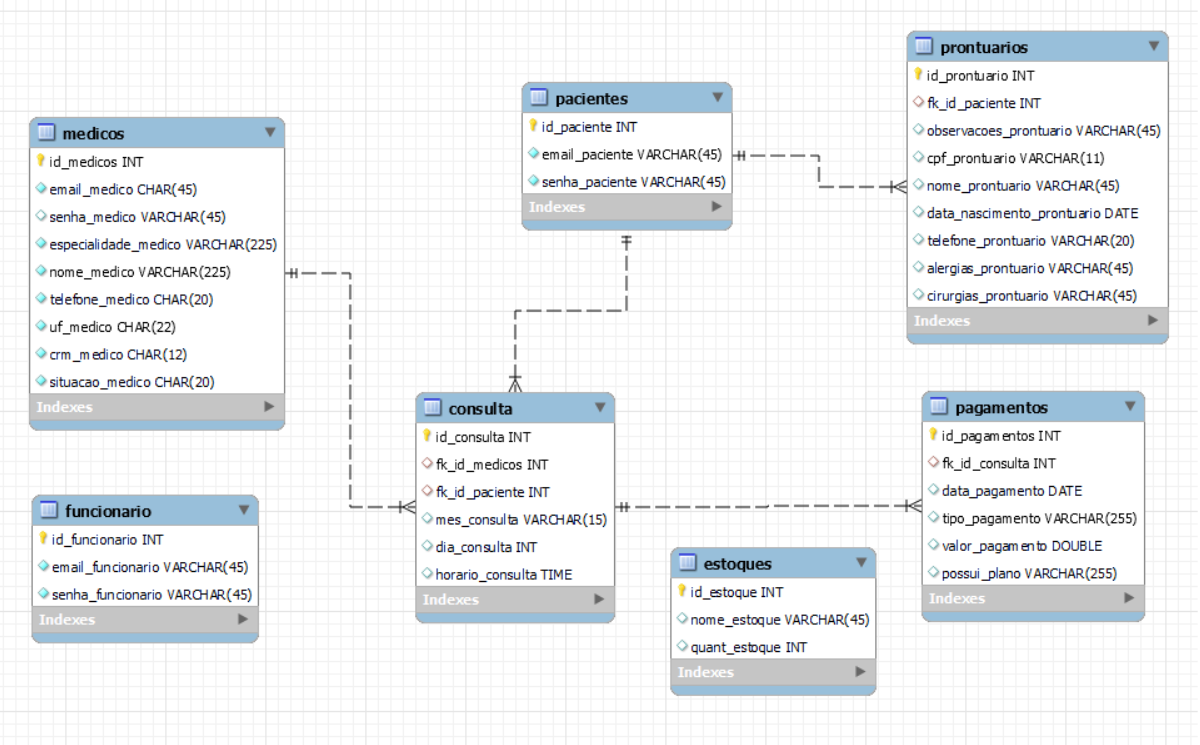 medicos
id_medicos INT
email_medico CHAR(45)
senha_medico VARCHAR(45)
especialidade_medico VARCHAR(225)
nome_medico VARCHAR(225)
telefone_medico CHAR(20)
uf_medico CHAR(22)
crm_medico CHAR(12)
situacao_medico CHAR(20)
Indexes
pacientes
id_paciente INT
email_paciente VARCHAR(45)
senha_paciente VARCHAR(45)
Indexes
prontuarios
id_prontuario INT
fk_id_paciente INT
observacoes_prontuario VARCHAR(45)
cpf_prontuario VARCHAR(11)
nome_prontuario VARCHAR(45)
data_nascimento_prontuario DATE
telefone_prontuario VARCHAR(20)
alergias_prontuario VARCHAR(45)
cirurgias_prontuario VARCHAR(45)
Indexes
funcionario
id_funcionario INT
email_funcionario VARCHAR(45)
senha_funcionario VARCHAR(45)
Indexes
consulta
id_consulta INT
fk_id_medicos INT
fk_id_paciente INT
mes_consulta VARCHAR(15)
dia_consulta INT
horario_consulta TIME
Indexes
estoques
id_estoque INT
nome_estoque VARCHAR(45)
quant_estoque INT
Indexes
pagamentos
id_pagamentos INT
fk_id_consulta INT
data_pagamento DATE
tipo_pagamento VARCHAR(255)
valor_pagamento DOUBLE
possui_plano VARCHAR(255)
Indexes